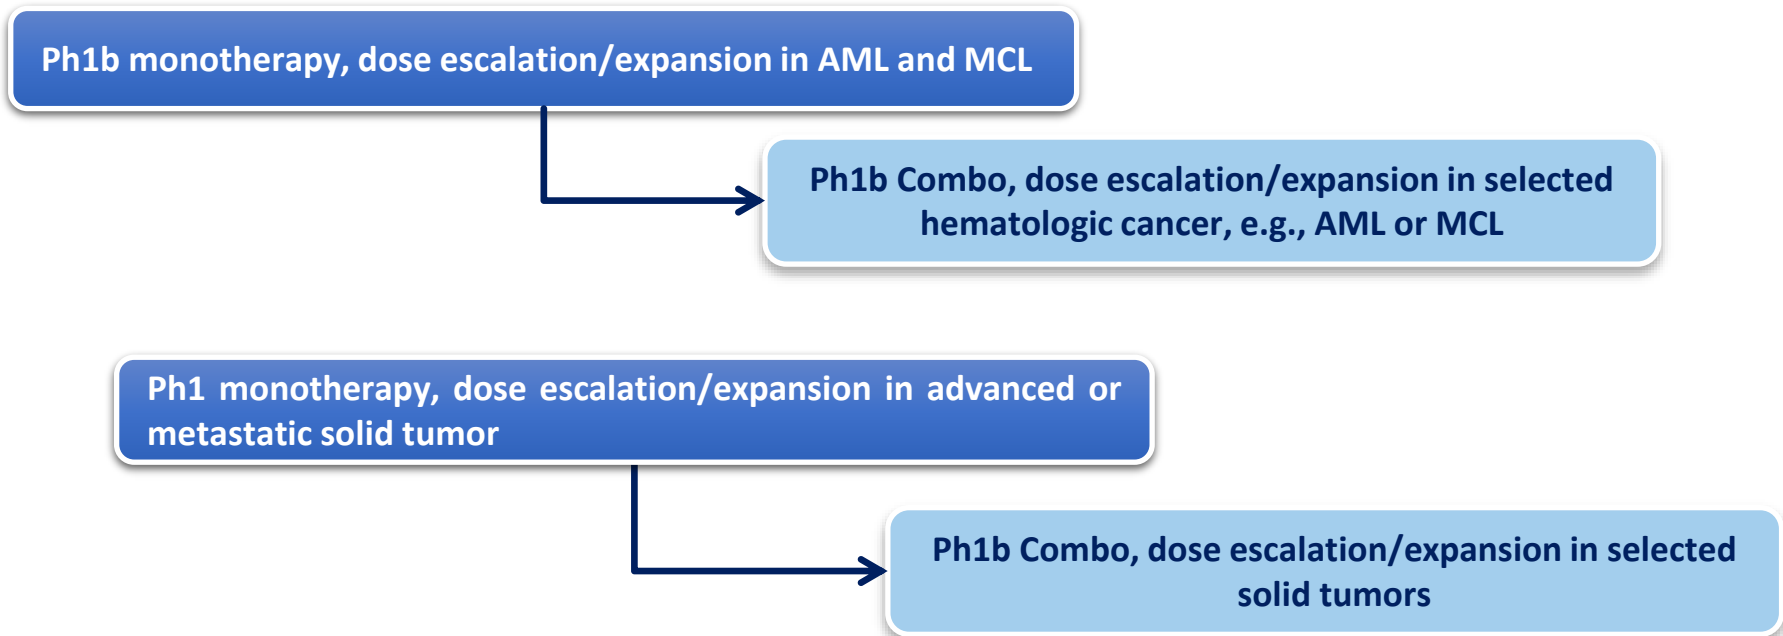 Ph1b monotherapy, dose escalation/expansion in AML and MCL
Ph1b Combo, dose escalation/expansion in selected
hematologic cancer, e.g., AML or MCL
Ph1 monotherapy, dose escalation/expansion in advanced or
metastatic solid tumor
Ph1b Combo, dose escalation/expansion in selected
solid tumors